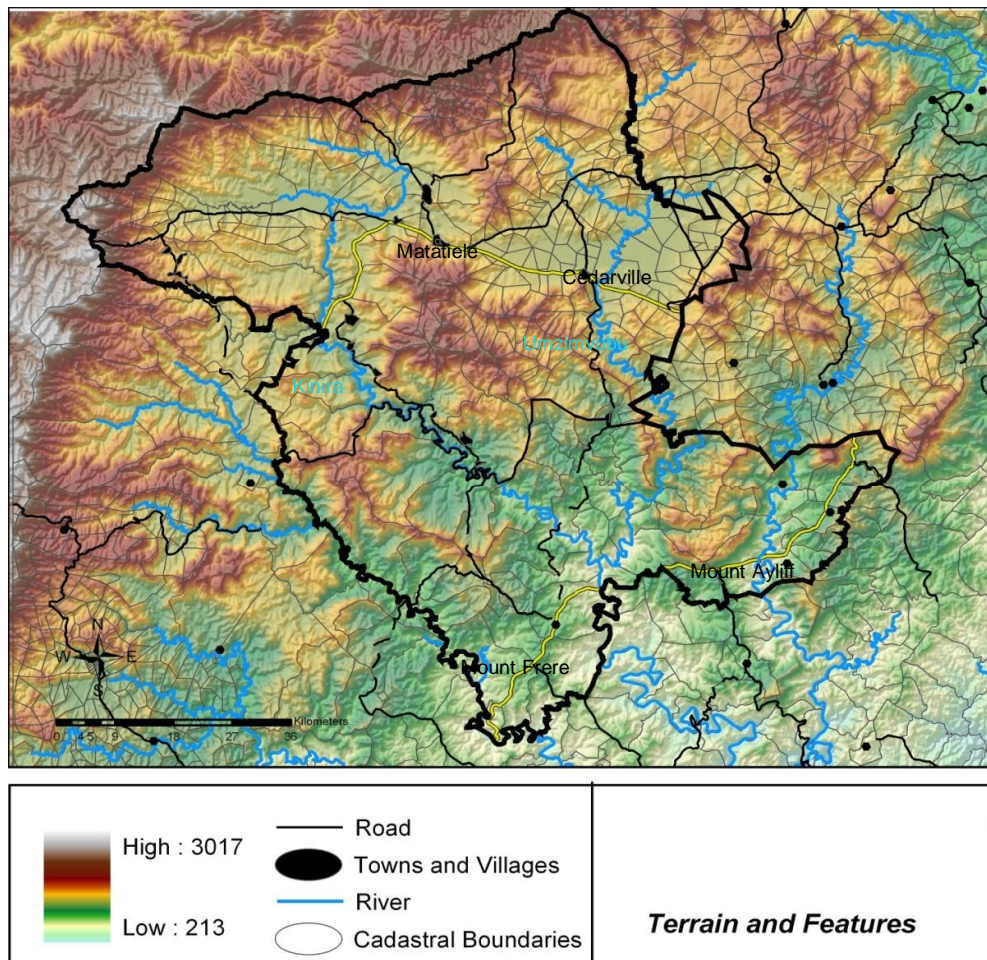 Matatiele
Cedarville
Umzimvubu
Kinira
Mount Ayliff
Mount Frere
N
W E
S
Kilometers
0 4.5 9 18 27 36
High : 3017
Low : 213
Road
Towns and Villages
River
Cadastral Boundaries
Terrain and Features